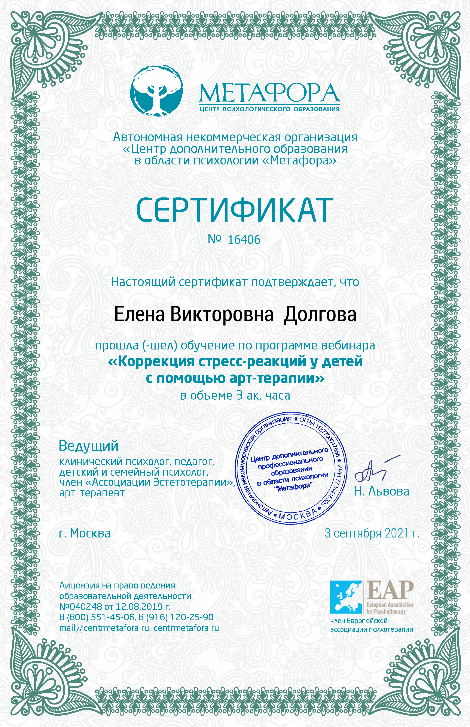 МЕТАФОРА
ЦЕНТР ПСИХОЛОГИЧЕСКОГО ОБРАЗОВАНИЯ
Автономная некоммерческая организация
«Центр дополнительного образования
в области психологии «Метафора»
СЕРТИФИКАТ
№ 16406
Настоящий сертификат подтверждает, что
Елена Викторовна Долгова
прошла (-шел) обучение по программе вебинара
«Коррекция стресс-реакций у детей
с помощью арт-терапии»
в объеме 3 ак. часа
Ведущий
клинический психолог, педагог,
детский и семейный психолог,
член «Ассоциации Эстетотерапии»,
арт-терапевт
Центр дополнительного
профессионального
образования
в области психологии
"Метафора"
МОСКВА
Н. Львова
г. Москва
3 сентября 2021 г.
Лицензия на право ведения
образовательной деятельности
№040248 от 12.08.2019 г.
8 (800) 551-45-06, 8 (916) 120-25-90
mail@centrmetafora.ru, centrmetafora.ru
EAP
European Association
for Psychotherapy
Член Европейской
ассоциации психотерапии